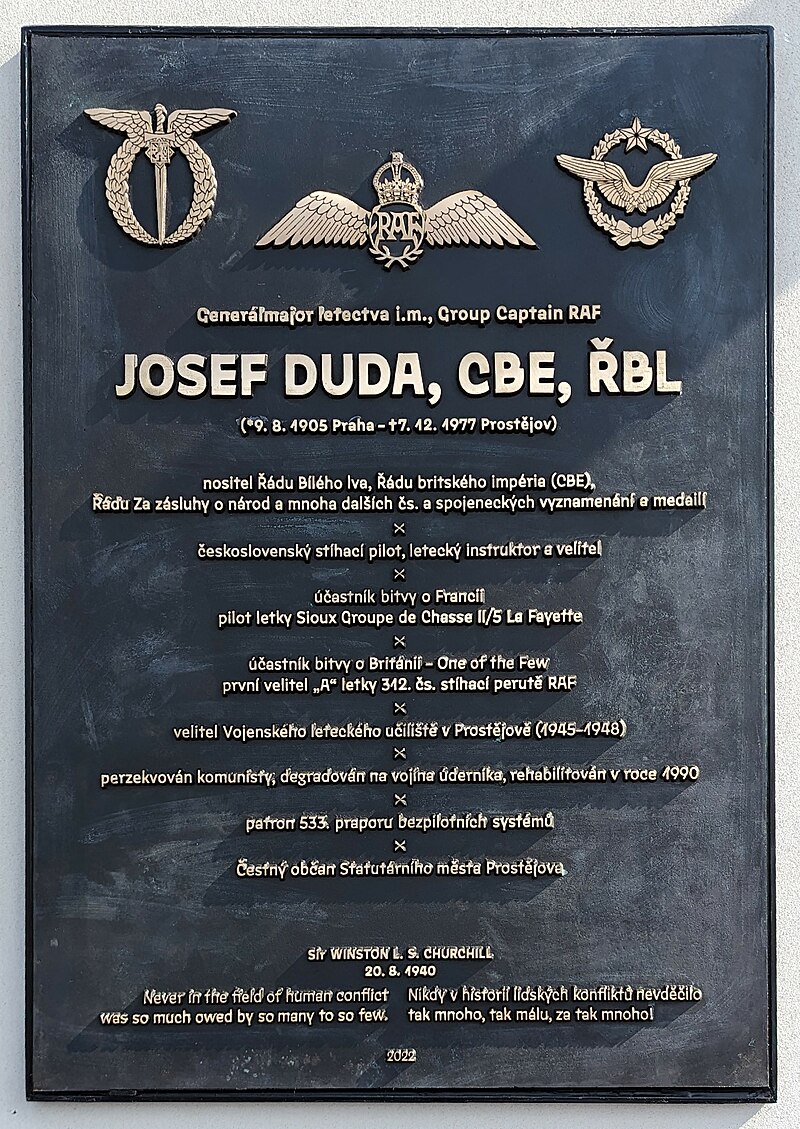 RAF
Generálmajor letectva i.m., Group Captain RAF
JOSEF DUDA, CBE, ŘBL
(*9. 8. 1905 Praha – †7. 12. 1977 Prostějov)
nositel Řádu Bílého lva, Řádu britského impéria (CBE),
Řádu Za zásluhy o národ a mnoha dalších čs. a spojeneckých vyznamenání a medailí
×
československý stíhací pilot, letecký instruktor a velitel
×
účastník bitvy o Francii
pilot letky Sioux Groupe de Chasse II/5 La Fayette
×
účastník bitvy o Británii – One of the Few
první velitel „A“ letky 312. čs. stíhací perutě RAF
×
velitel Vojenského leteckého učiliště v Prostějově (1945–1948)
×
perzekvován komunisty, degradován na vojína úderníka, rehabilitován v roce 1990
×
patron 533. praporu bezpilotních systémů
×
Čestný občan Statutárního města Prostějova
SIr WINSTON L. S. CHURCHILL
20. 8. 1940
Never in the field of human conflict
was so much owed by so many to so few.
Nikdy v historii lidských konfliktů nevděčilo
tak mnoho, tak málu, za tak mnoho!
2022